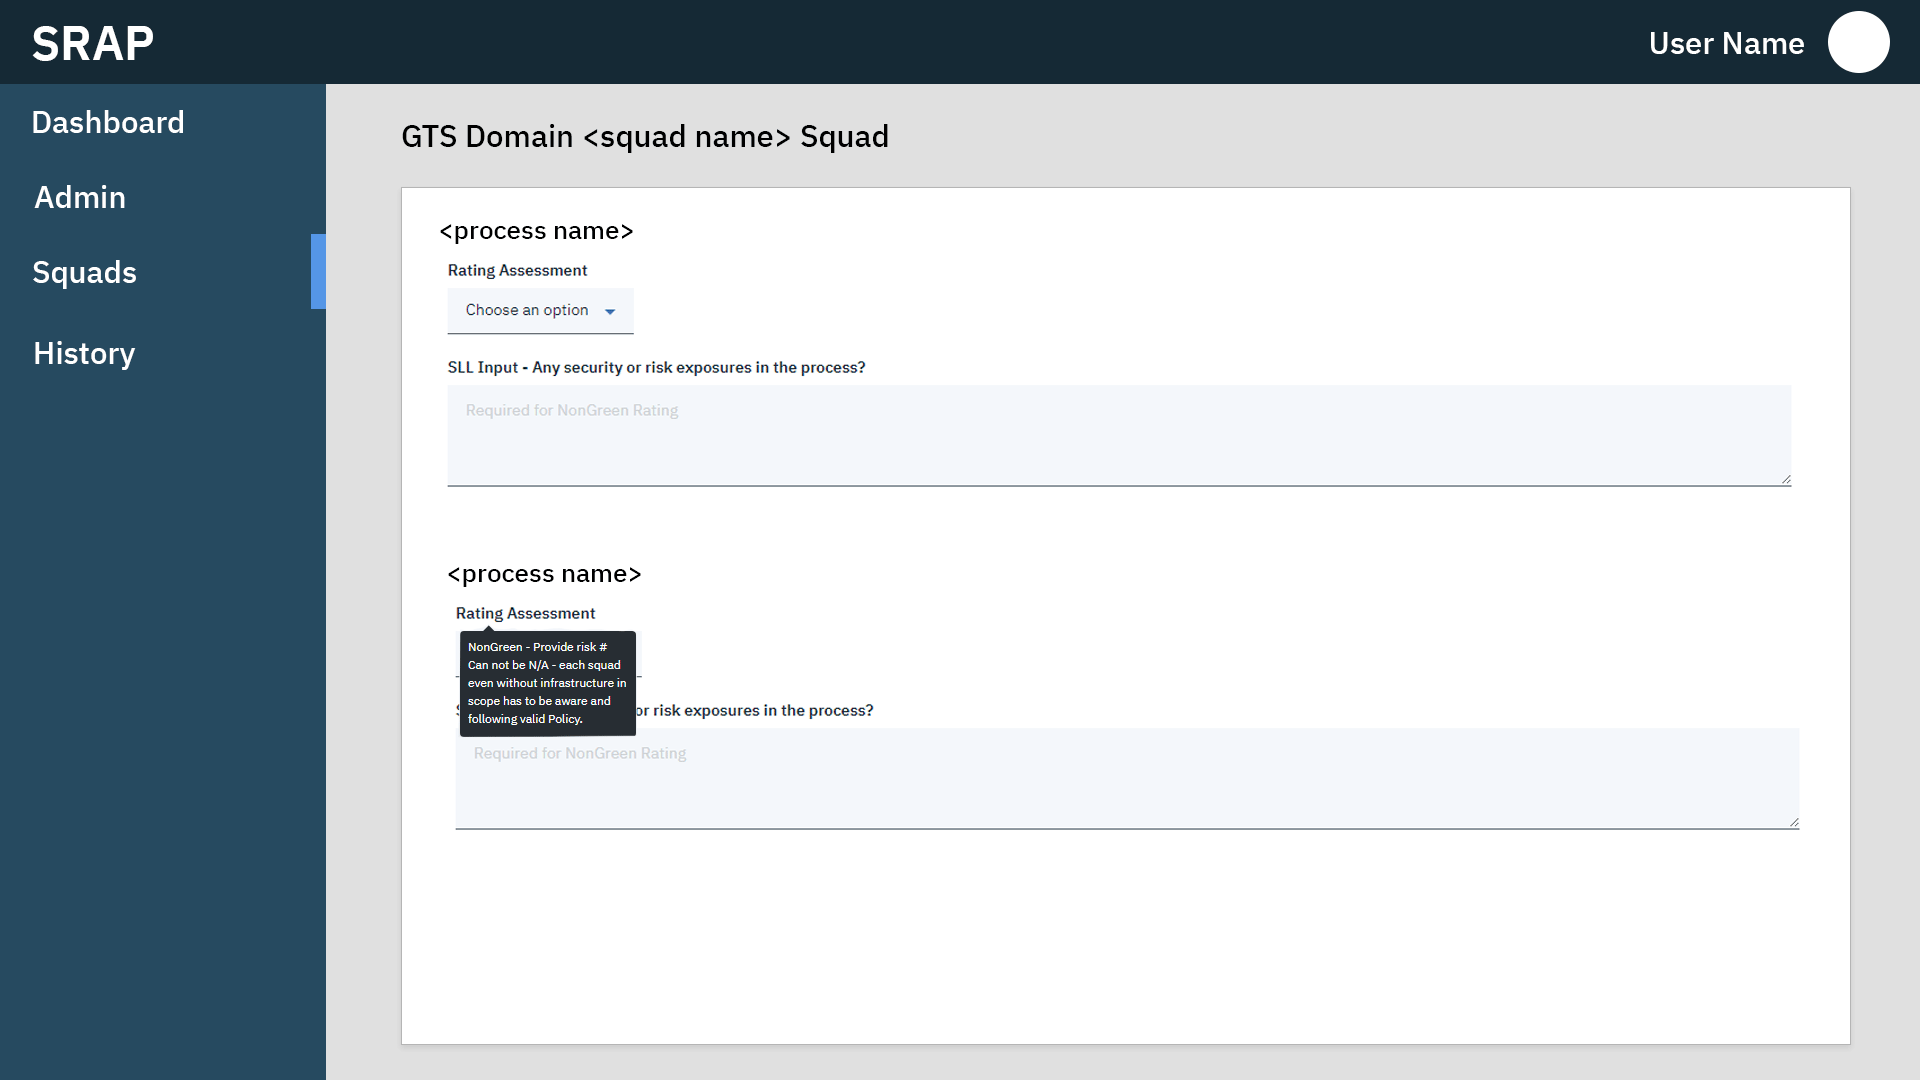 SRAP
User Name
Dashboard
Admin
Squads
History
GTS Domain <squad name> Squad
<process name>
Rating Assessment
Choose an option
SLL Input - Any security or risk exposures in the process?
Required for NonGreen Rating
<process name>
Rating Assessment
NonGreen - Provide risk #
Can not be N/A - each squad
even without infrastructure in
scope has to be aware and
following valid Policy.
or risk exposures in the process?
Required for NonGreen Rating